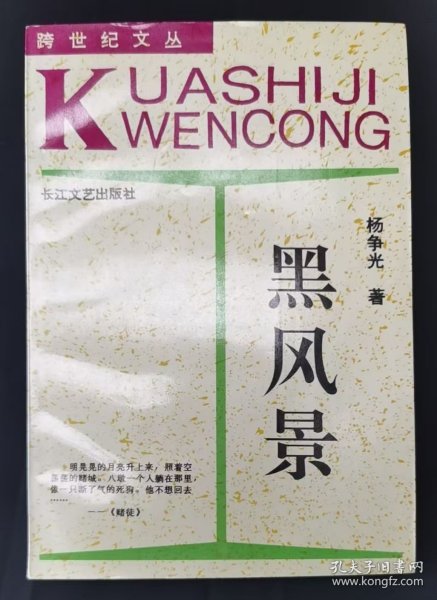 跨世纪文丛
KUASHIJI
WENCONG
长江文艺出版社
杨争光 著
黑风景
明晃晃的月亮升上来，照着空
荡荡的赌城。八敢一个人躺在那里，
像一只断了气的死狗。他不想回去
……
——《赌徒》
孔夫子旧书网
www.kongfz.com